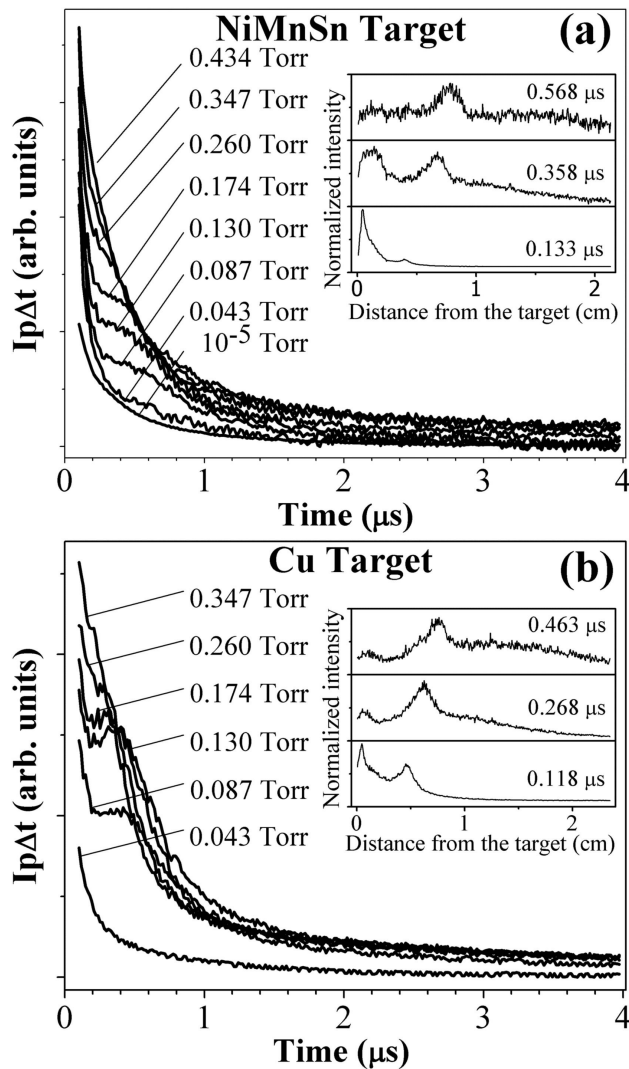 NiMnSn Target
(a)
0.434 Torr
0.347 Torr
0.260 Torr
0.174 Torr
0.130 Torr
0.087 Torr
0.043 Torr
10⁻⁵ Torr
Normalized intensity
0.568 μs
0.358 μs
0.133 μs
0 1 2
Distance from the target (cm)
IpΔt (arb. units)
0 1 2 3 4
Time (μs)
Cu Target
(b)
0.347 Torr
0.260 Torr
0.174 Torr
0.130 Torr
0.087 Torr
0.043 Torr
Normalized intensity
0.463 μs
0.268 μs
0.118 μs
0 1 2
Distance from the target (cm)
IpΔt (arb. units)
0 1 2 3 4
Time (μs)